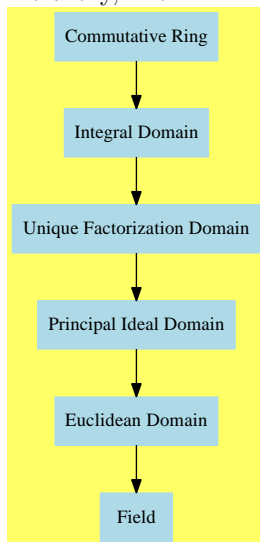 Commutative Ring
Integral Domain
Unique Factorization Domain
Principal Ideal Domain
Euclidean Domain
Field